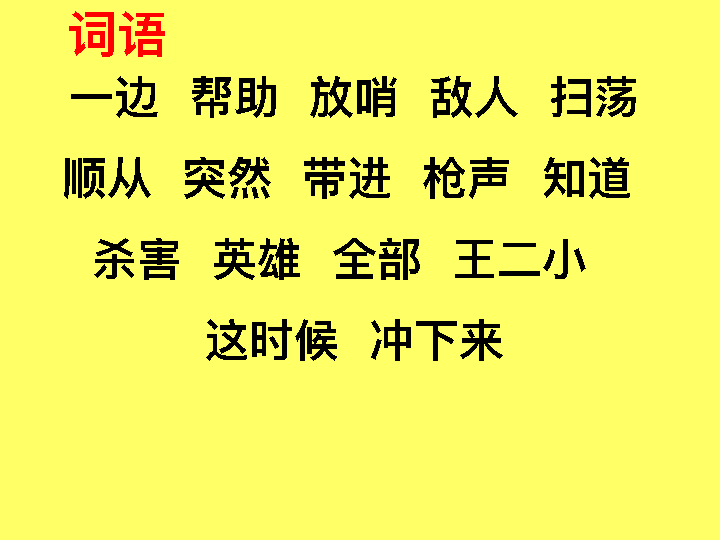 词语
一边 帮助 放哨 敌人 扫荡
顺从 突然 带进 枪声 知道
杀害 英雄 全部 王二小
这时候 冲下来